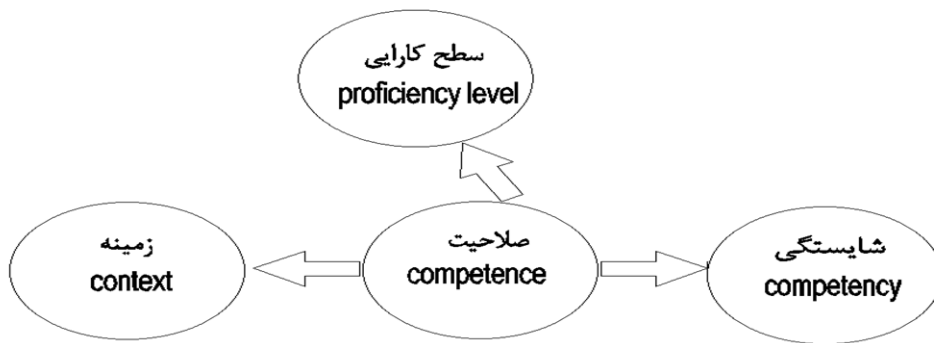 سطح کارایی
proficiency level
زمینه
context
صلاحیت
competence
شایستگی
competency